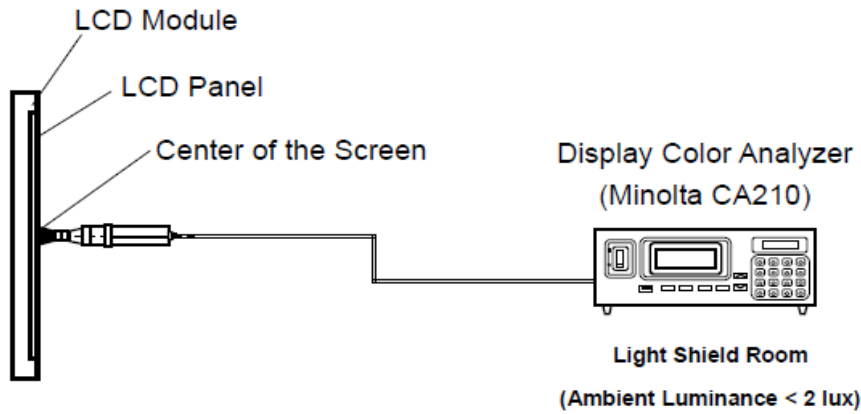 LCD Module
LCD Panel
Center of the Screen
Display Color Analyzer
(Minolta CA210)
Light Shield Room
(Ambient Luminance < 2 lux)